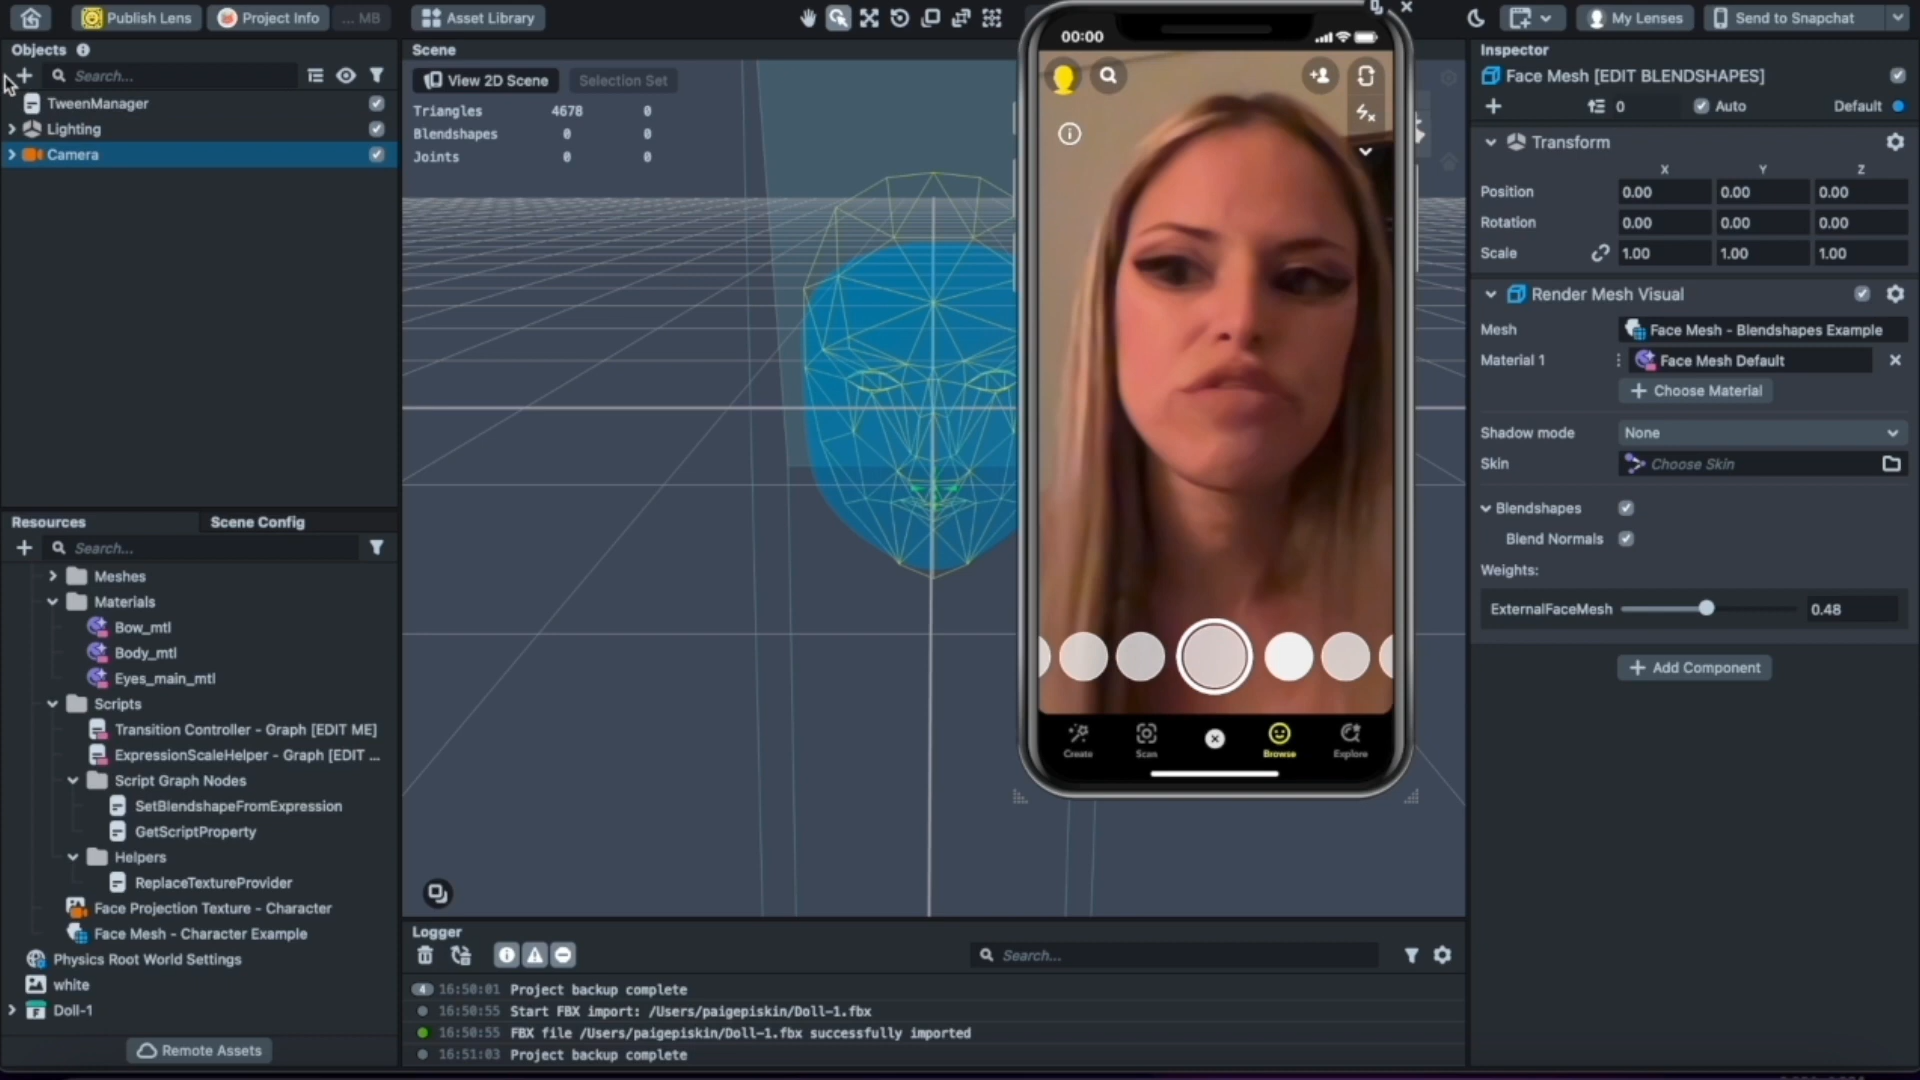 Publish Lens
Project Info
... MB
Asset Library
My Lenses
Send to Snapchat
Objects
Search...
TweenManager
Lighting
Camera
Scene
View 2D Scene
Selection Set
Triangles 4678 0
Blendshapes 0 0
Joints 0 0
00:00
Create
Scan
Browse
Explore
Resources
Scene Config
Search...
Meshes
Materials
Bow_mtl
Body_mtl
Eyes_main_mtl
Scripts
Transition Controller - Graph [EDIT ME]
ExpressionScaleHelper - Graph [EDIT ...
Script Graph Nodes
SetBlendshapeFromExpression
GetScriptProperty
Helpers
ReplaceTextureProvider
Face Projection Texture - Character
Face Mesh - Character Example
Physics Root World Settings
white
Doll-1
Remote Assets
Logger
Search...
4 16:50:01 Project backup complete
16:50:55 Start FBX import: /Users/paigepiskin/Doll-1.fbx
16:50:55 FBX file /Users/paigepiskin/Doll-1.fbx successfully imported
16:51:03 Project backup complete
Inspector
Face Mesh [EDIT BLENDSHAPES]
0 Auto Default
Transform
X Y Z
Position 0.00 0.00 0.00
Rotation 0.00 0.00 0.00
Scale 1.00 1.00 1.00
Render Mesh Visual
Mesh Face Mesh - Blendshapes Example
Material 1 Face Mesh Default
Choose Material
Shadow mode None
Skin Choose Skin
Blendshapes
Blend Normals
Weights:
ExternalFaceMesh 0.48
Add Component